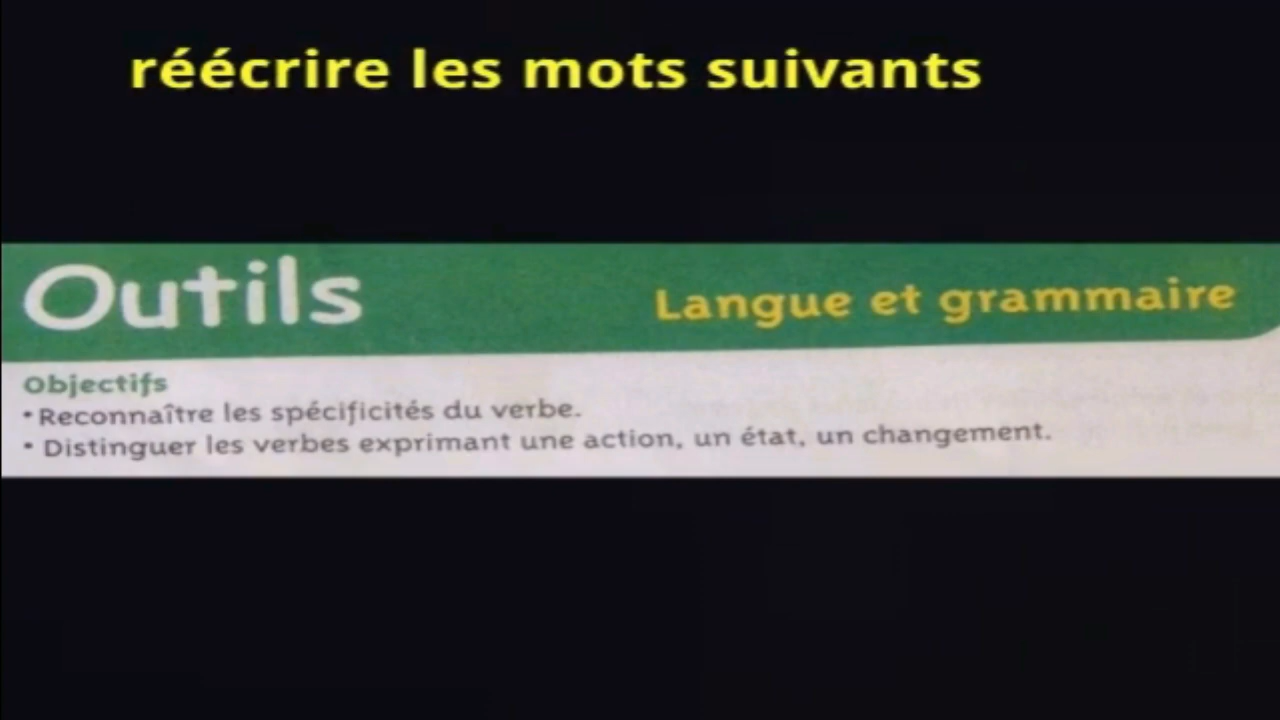 réécrire les mots suivants
Outils
Langue et grammaire
Objectifs
• Reconnaître les spécificités du verbe.
• Distinguer les verbes exprimant une action, un état, un changement.